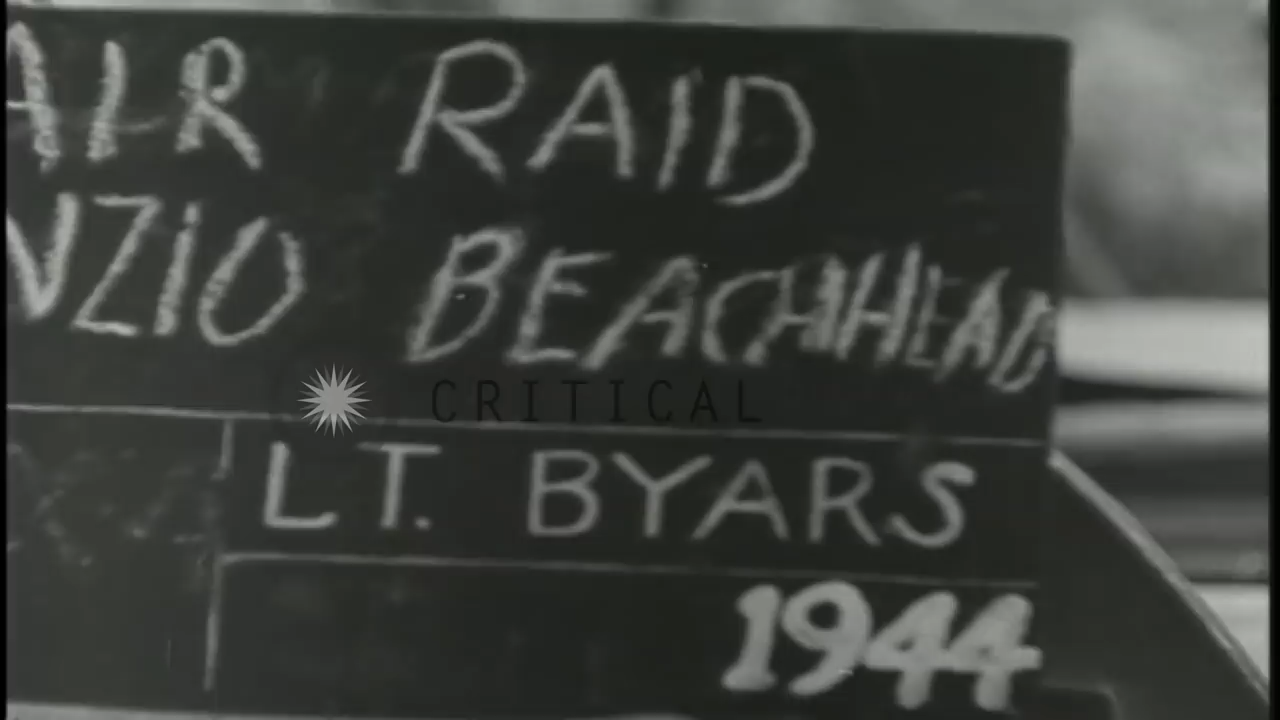 AIR RAID
NZIO BEACHHEAD
CRITICAL
LT. BYARS
1944